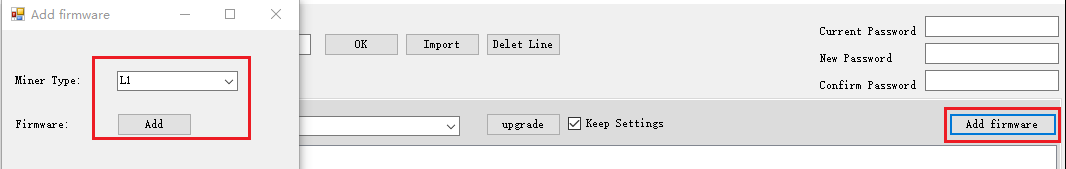 Add firmware
Miner Type:
L1
Firmware:
Add
OK
Import
Delet Line
Current Password
New Password
Confirm Password
upgrade
Keep Settings
Add firmware